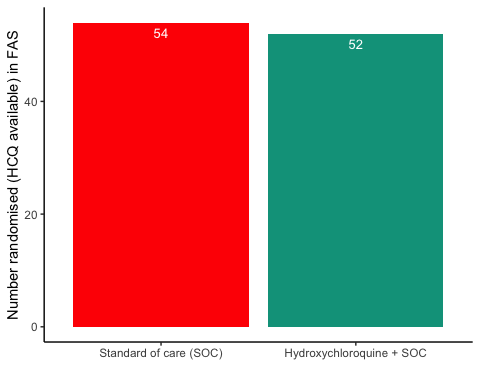 Number randomised (HCQ available) in FAS
54
52
40
20
0
Standard of care (SOC)
Hydroxychloroquine + SOC